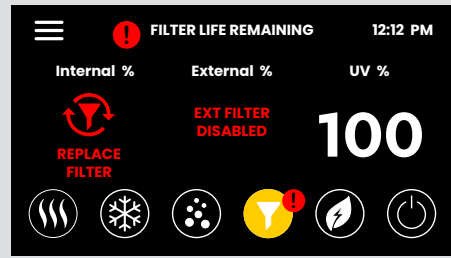 ! FILTER LIFE REMAINING 12:12 PM
Internal % External % UV %
REPLACE
FILTER
EXT FILTER
DISABLED
100
!